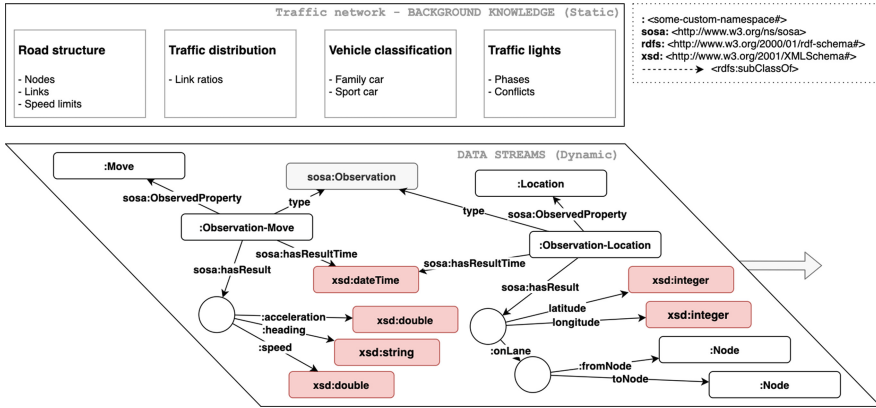 Traffic network - BACKGROUND KNOWLEDGE (Static)
Road structure
- Nodes
- Links
- Speed limits
Traffic distribution
- Link ratios
Vehicle classification
- Family car
- Sport car
Traffic lights
- Phases
- Conflicts
: <some-custom-namespace#>
sosa: <http://www.w3.org/ns/sosa>
rdfs: <http://www.w3.org/2000/01/rdf-schema#>
xsd: <http://www.w3.org/2001/XMLSchema#>
<rdfs:subClassOf>
DATA STREAMS (Dynamic)
:Move
sosa:Observation
:Location
sosa:ObservedProperty
type
type
sosa:ObservedProperty
:Observation-Move
:Observation-Location
sosa:hasResultTime
sosa:hasResultTime
sosa:hasResult
xsd:dateTime
sosa:hasResult
xsd:integer
latitude
longitude
xsd:integer
:acceleration
xsd:double
:heading
:speed
xsd:string
xsd:double
:onLane
:fromNode
:Node
toNode
:Node